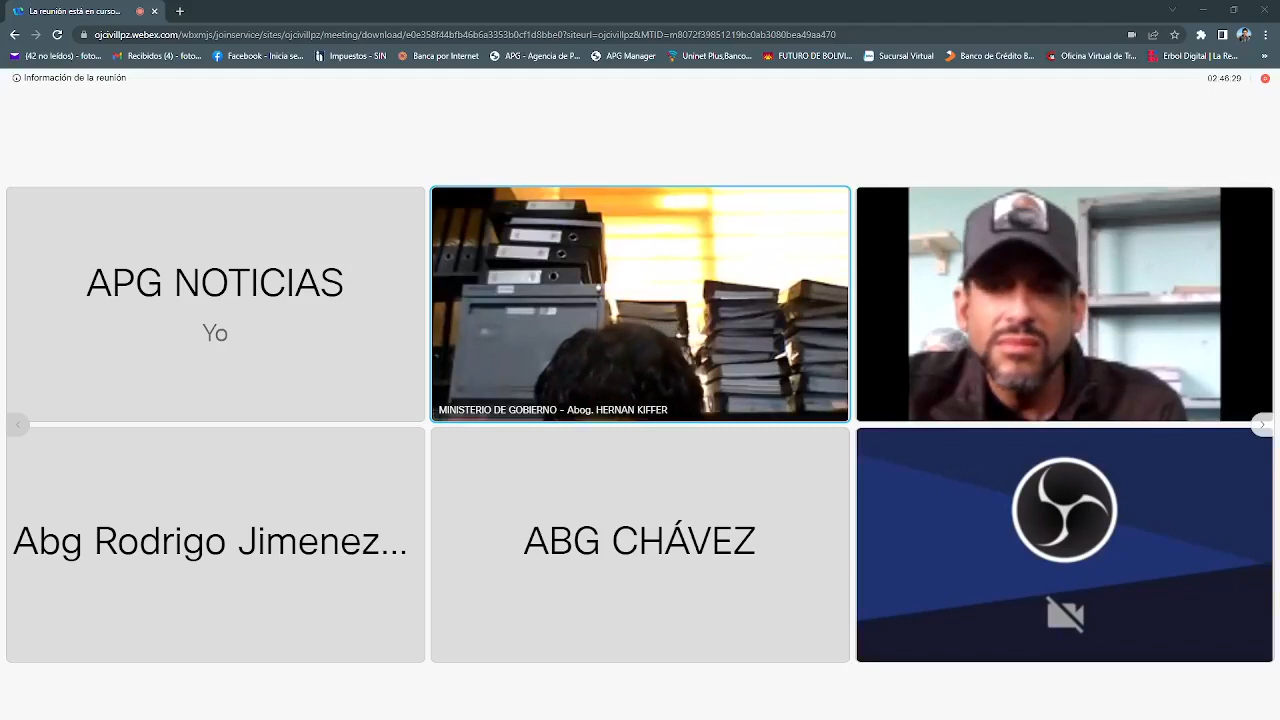 La reunión está en curso...
ojcivillpz.webex.com/wbxmjs/joinservice/sites/ojcivillpz/meeting/download/e0e358f44bfb46b6a3353b0cf1d8bbe0?siteurl=ojcivillpz&MTID=m8072f39851219bc0ab3080bea49aa470
(42 no leídos) - foto...
Recibidos (4) - foto...
Facebook - Inicia se...
Impuestos - SIN
Banca por Internet
APG - Agencia de P...
APG Manager
Uninet Plus,Banco...
FUTURO DE BOLIVI...
Sucursal Virtual
Banco de Crédito B...
Oficina Virtual de Tr...
Erbol Digital | La Re...
Información de la reunión
02:46:29
APG NOTICIAS
Yo
MINISTERIO DE GOBIERNO - Abog. HERNAN KIFFER
Abg Rodrigo Jimenez...
ABG CHÁVEZ